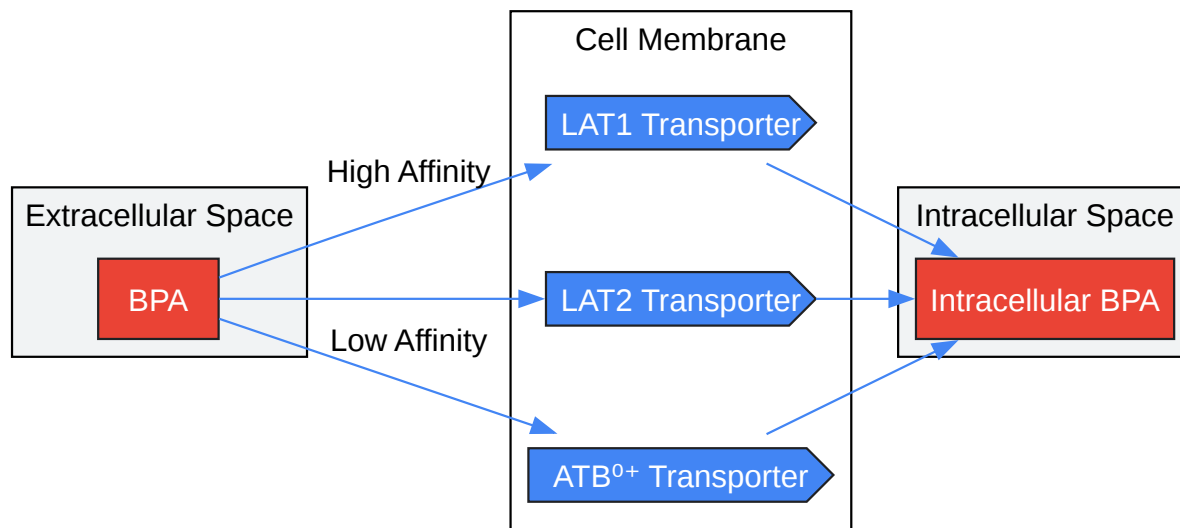 Cell Membrane
LAT1 Transporter
High Affinity
Extracellular Space
Intracellular Space
BPA
LAT2 Transporter
Intracellular BPA
Low Affinity
ATB⁰⁺ Transporter